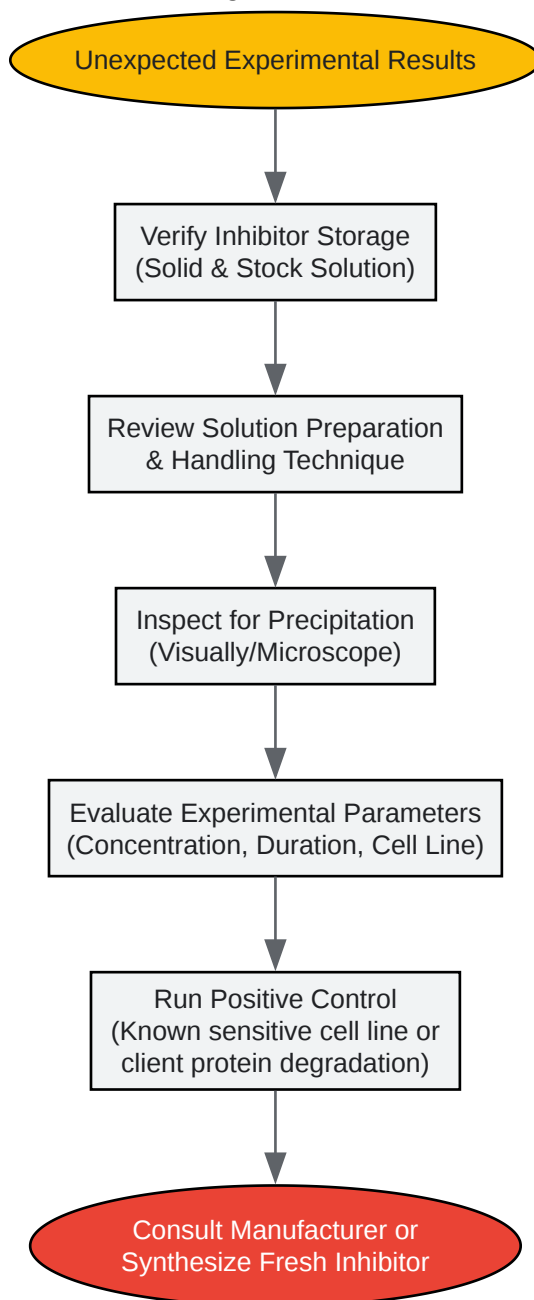 Unexpected Experimental Results
Verify Inhibitor Storage
(Solid & Stock Solution)
Review Solution Preparation
& Handling Technique
Inspect for Precipitation
(Visually/Microscope)
Evaluate Experimental Parameters
(Concentration, Duration, Cell Line)
Run Positive Control
(Known sensitive cell line or
client protein degradation)
Consult Manufacturer or
Synthesize Fresh Inhibitor